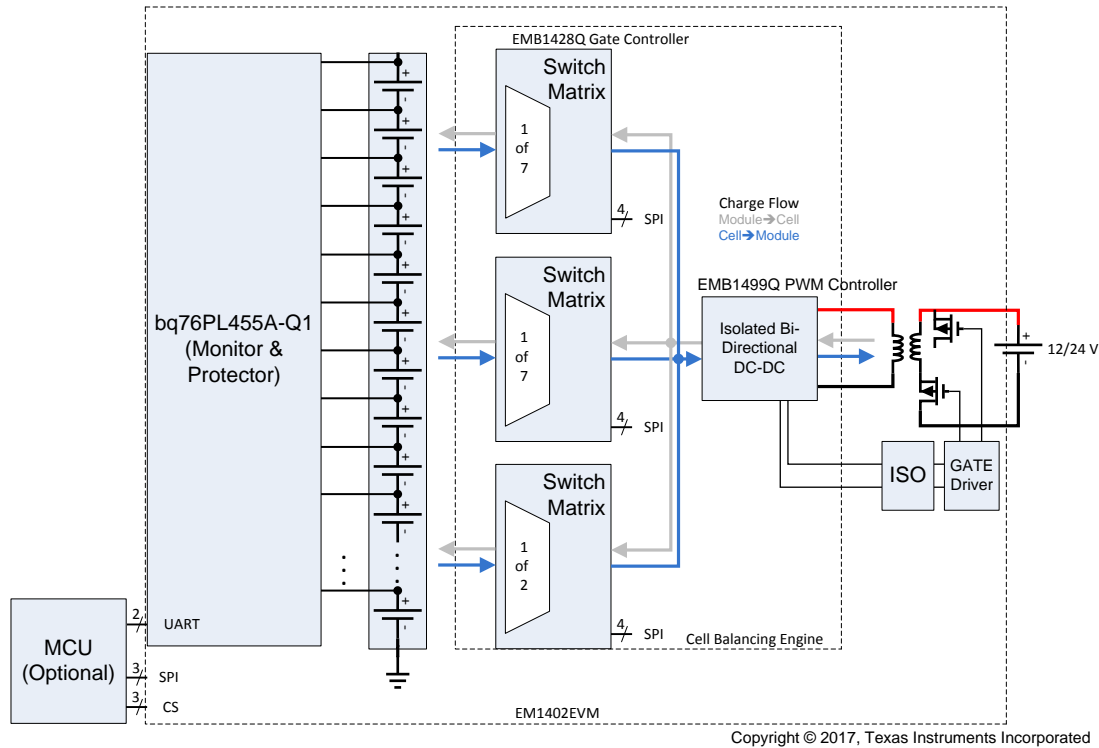 EMB1428Q Gate Controller
bq76PL455A-Q1
(Monitor &
Protector)
+
-
+
-
+
-
+
-
+
-
+
-
+
-
+
-
+
-
+
-
+
-
Switch
Matrix
1
of
7
4
SPI
Switch
Matrix
1
of
7
4
SPI
Switch
Matrix
1
of
2
4
SPI
Charge Flow
Module➔Cell
Cell➔Module
EMB1499Q PWM Controller
Isolated Bi-
Directional
DC-DC
+
-
12/24 V
ISO
GATE
Driver
Cell Balancing Engine
MCU
(Optional)
2
UART
3
SPI
3
CS
EM1402EVM
Copyright © 2017, Texas Instruments Incorporated